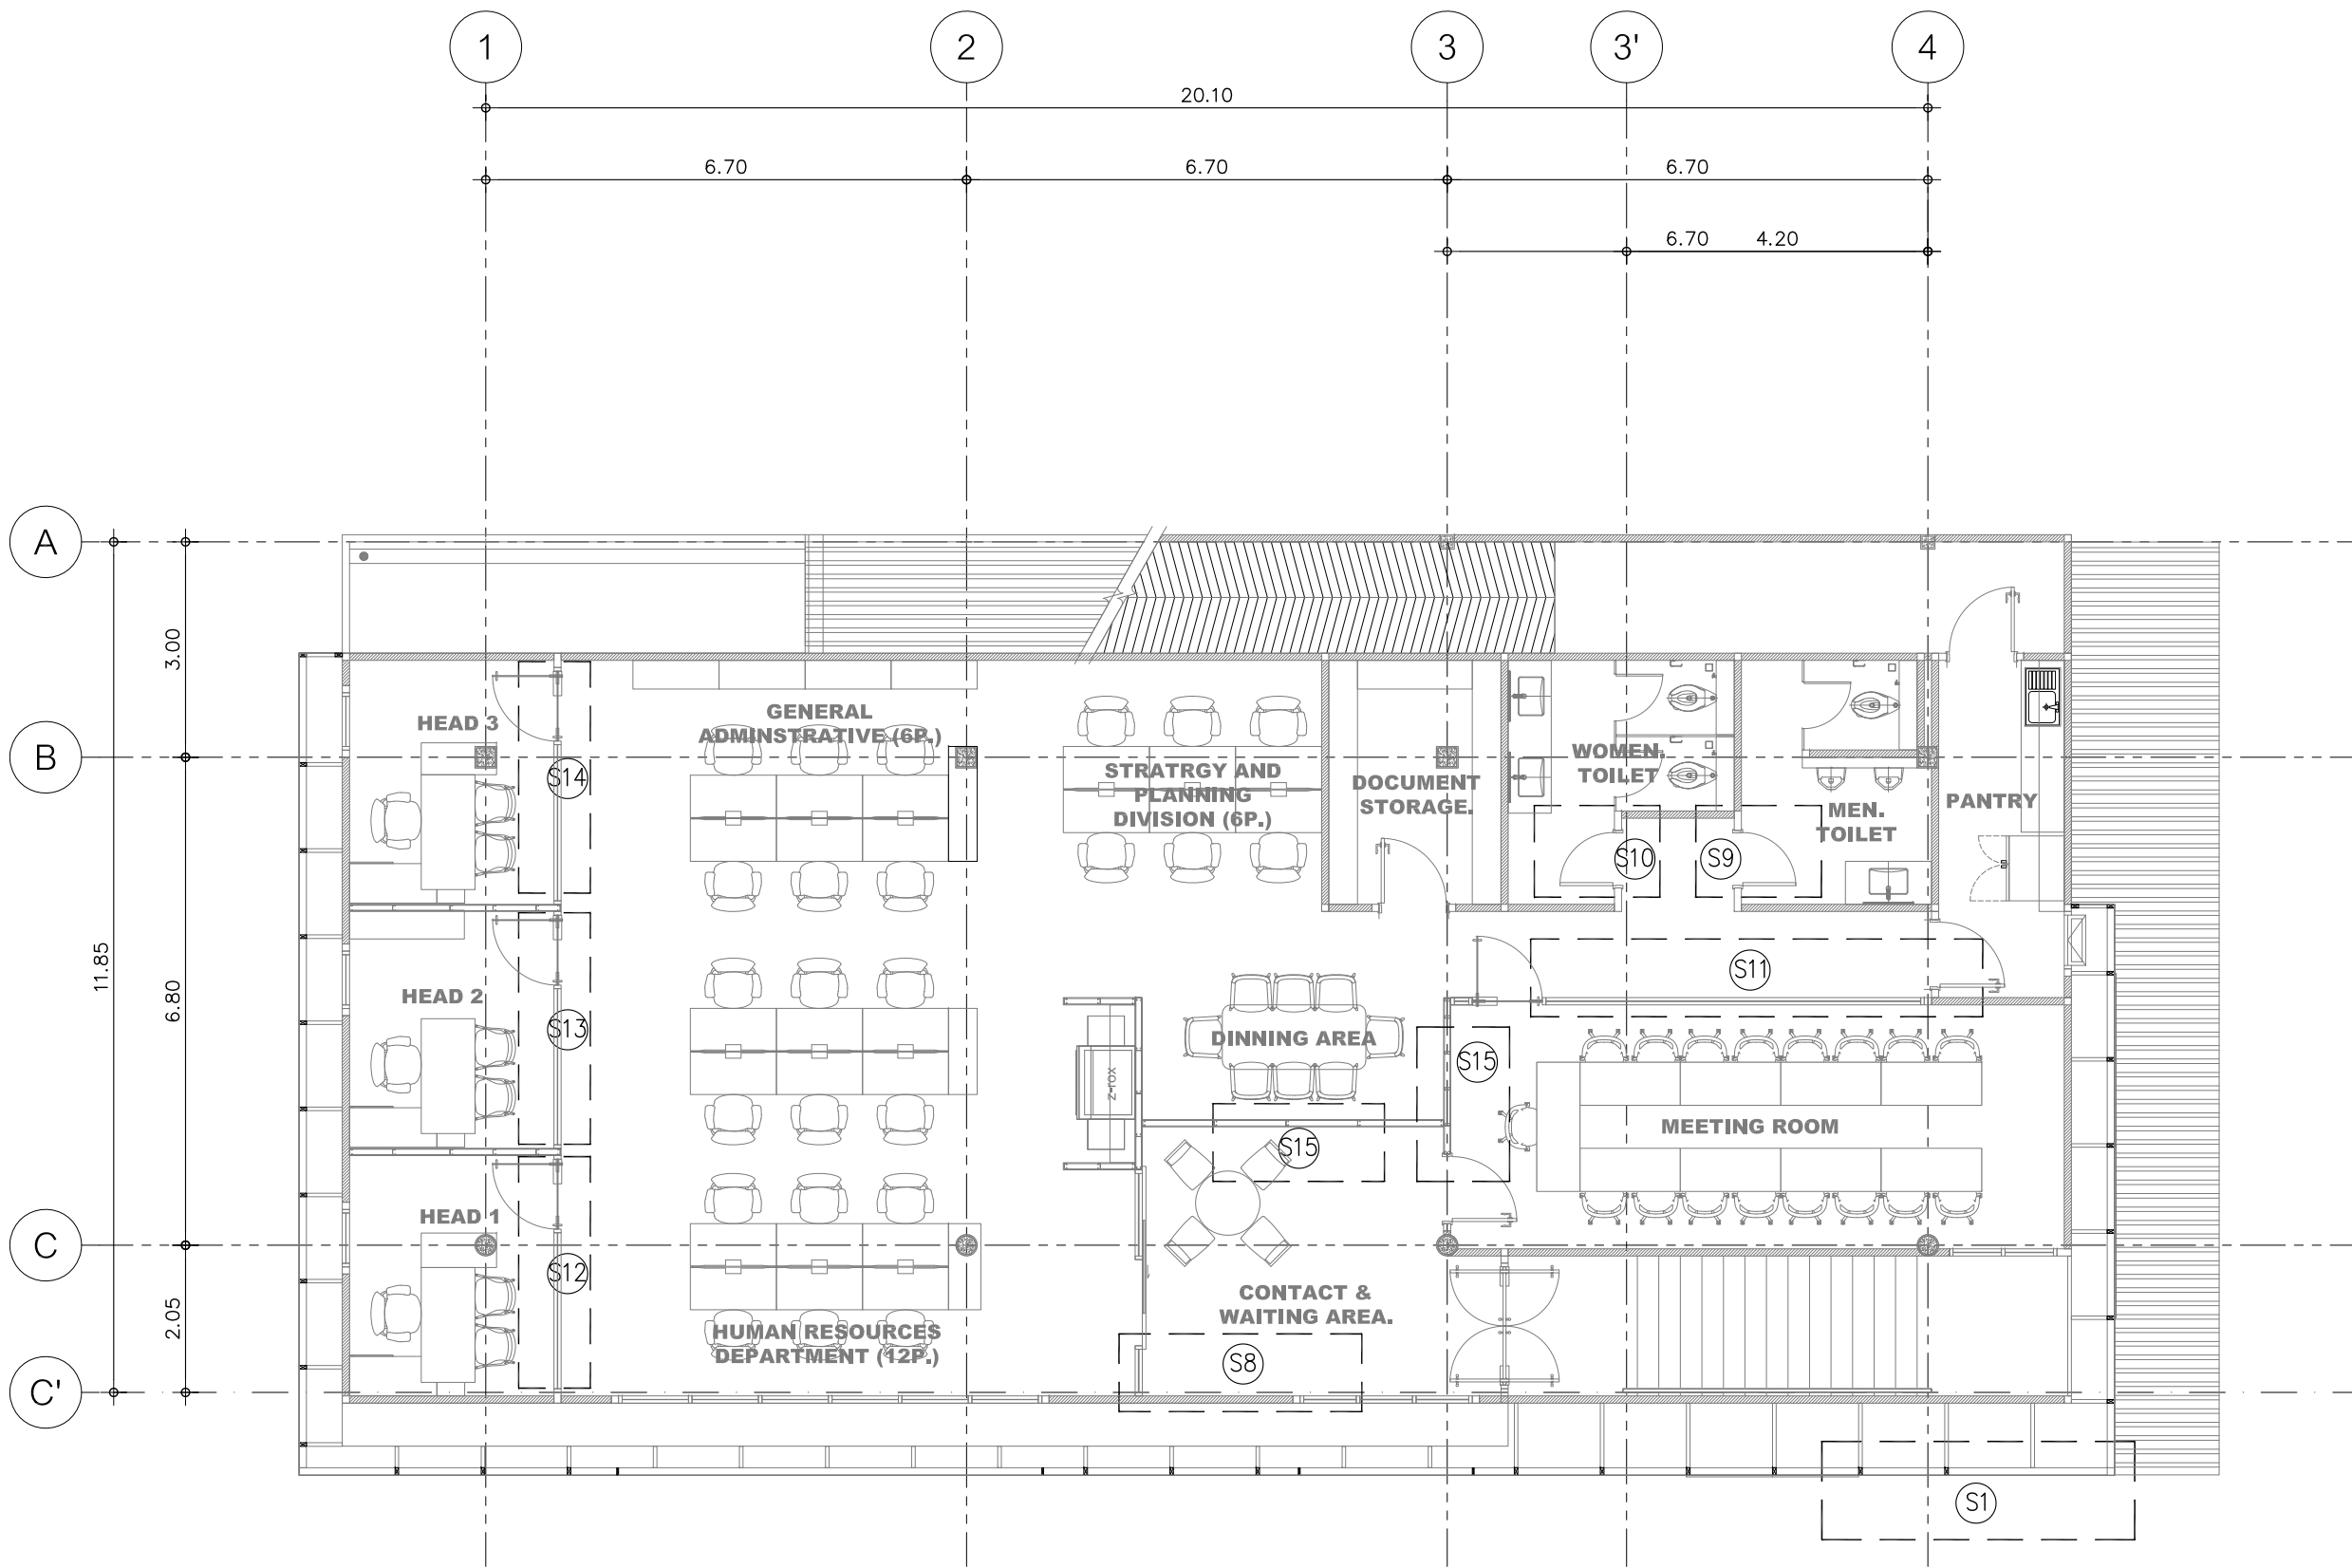 1 2 3 3' 4
20.10
6.70 6.70 6.70
6.70 4.20
A
3.00
B
11.85
6.80
C
2.05
C'
HEAD 3
S14
GENERAL
ADMINSTRATIVE (6P.)
STRATRGY AND
PLANNING
DIVISION (6P.)
DOCUMENT
STORAGE.
WOMEN.
TOILET
MEN.
TOILET
PANTRY
S10
S9
S11
HEAD 2
S13
z-rox
DINNING AREA
S15
MEETING ROOM
S15
HEAD 1
S12
HUMAN RESOURCES
DEPARTMENT (12P.)
CONTACT &
WAITING AREA.
S8
S1